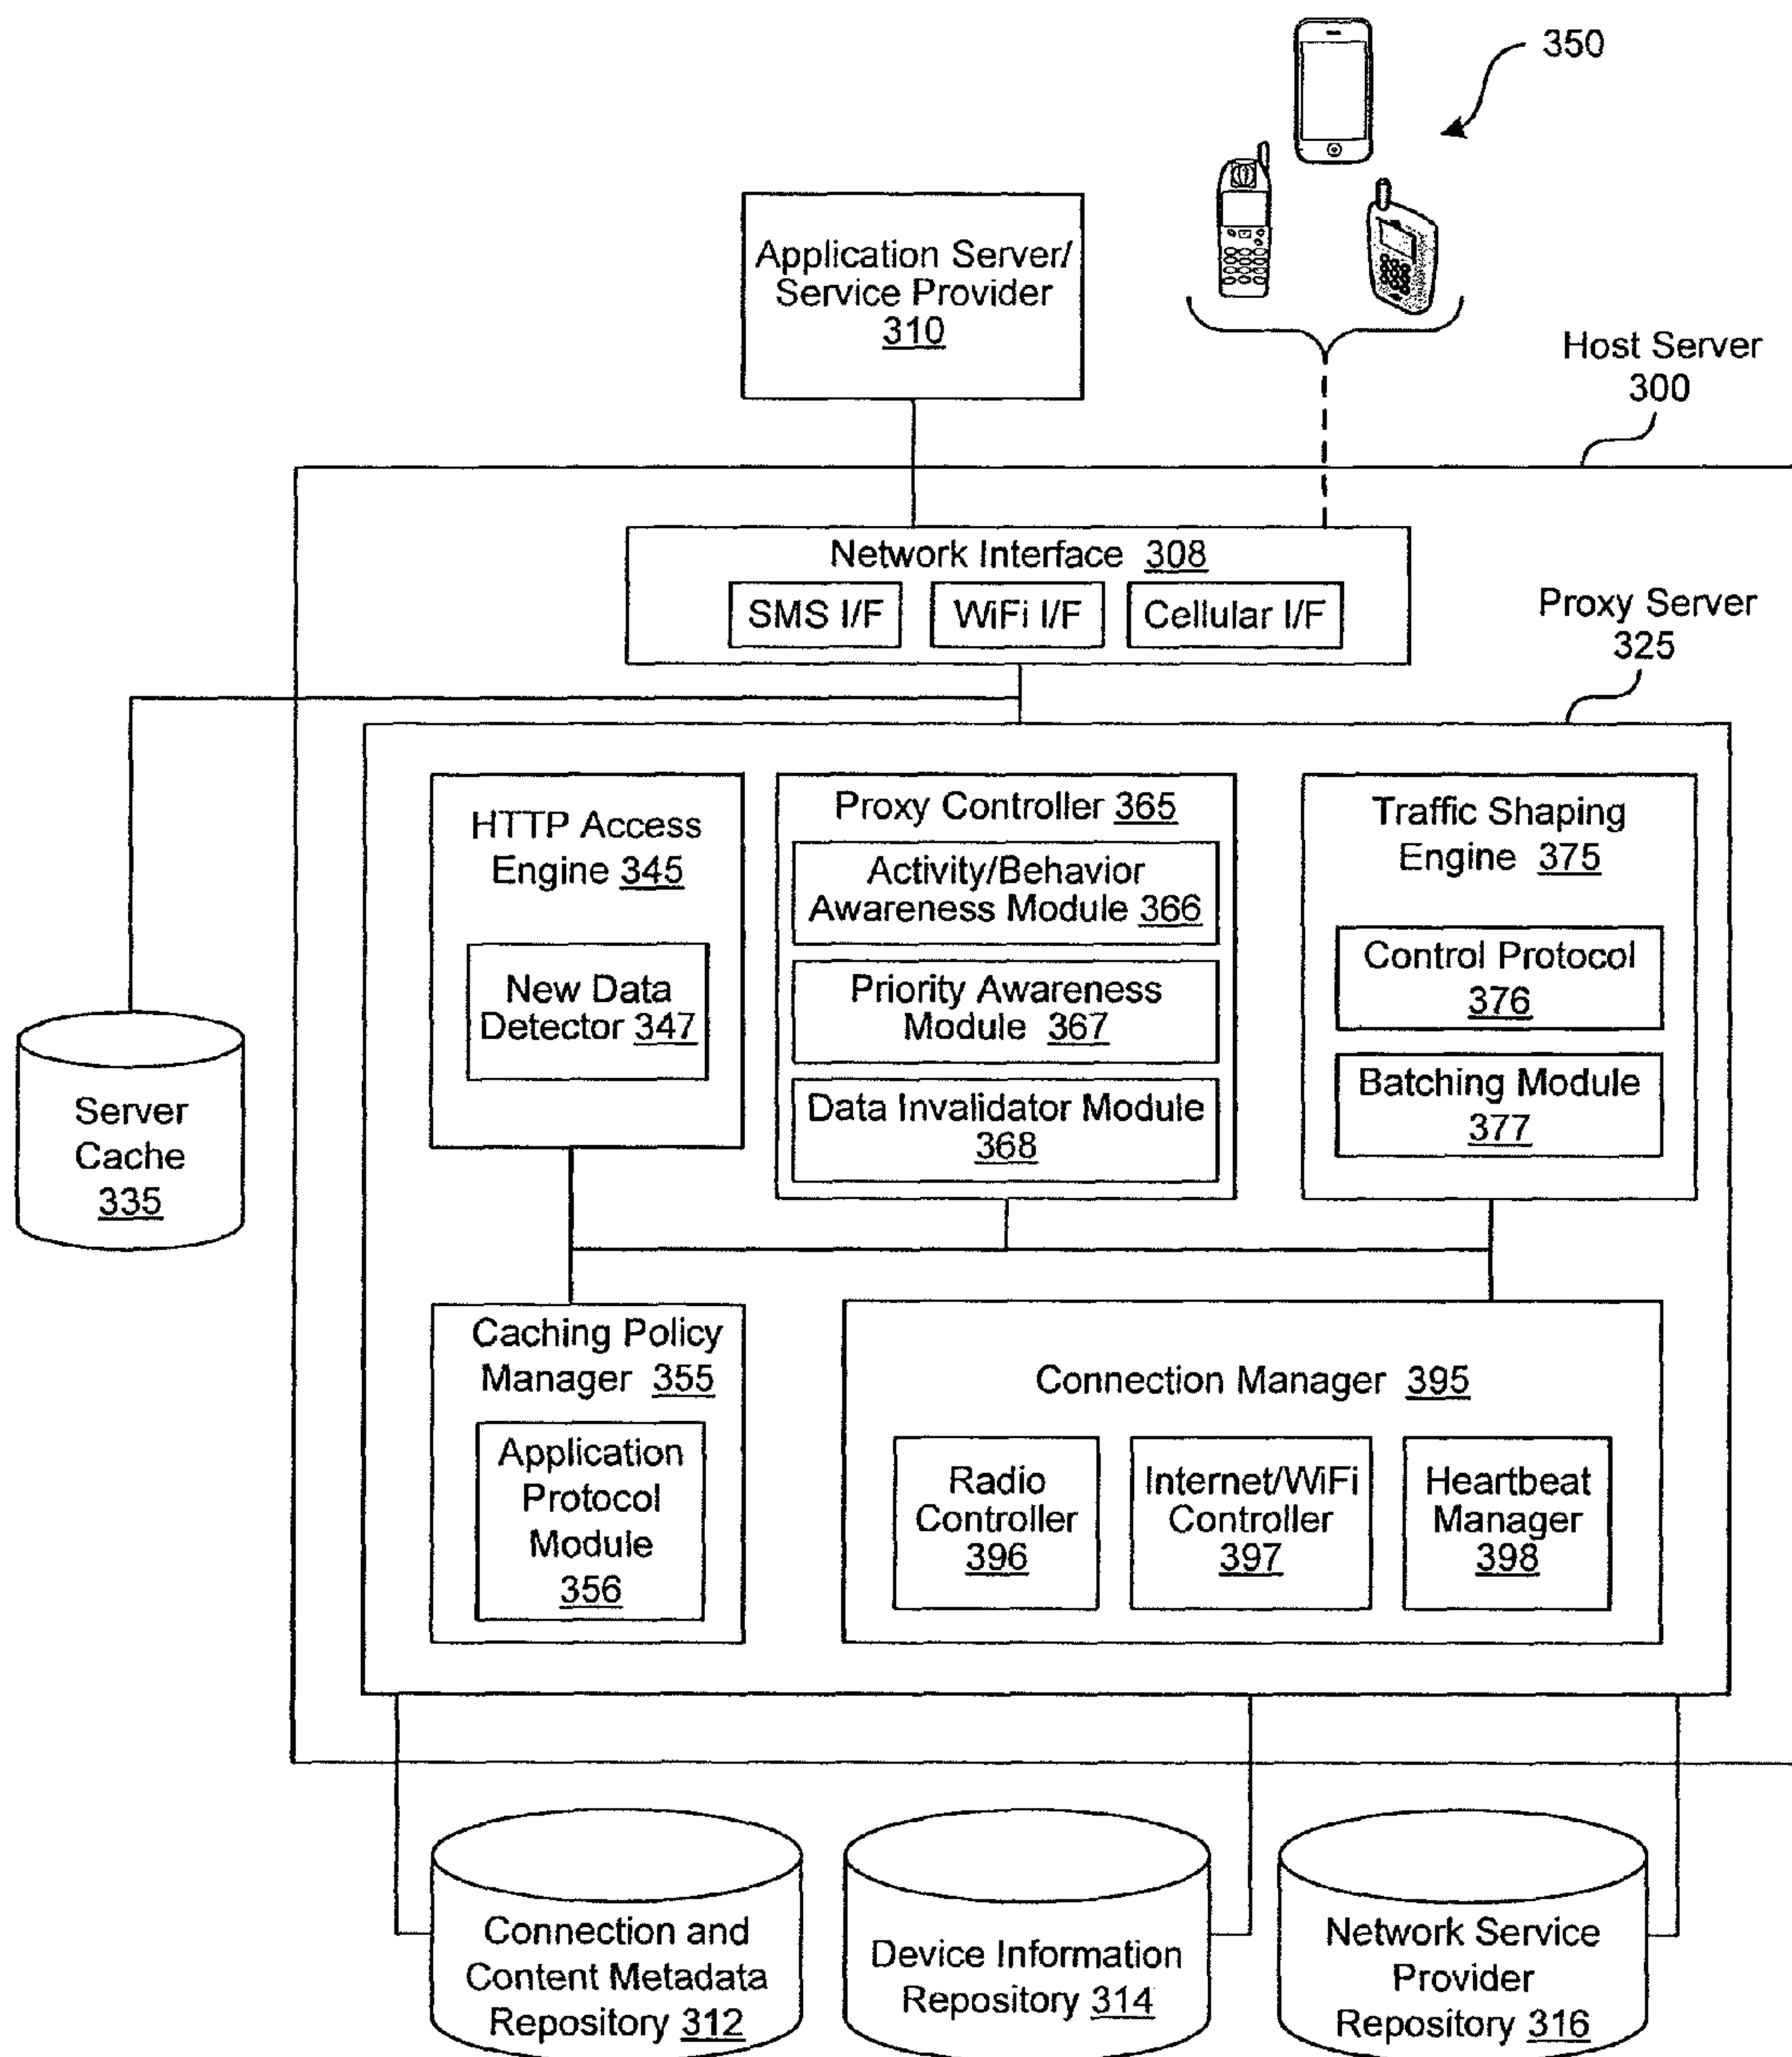 350
Application Server/
Service Provider
310
Host Server
300
Network Interface 308
SMS I/F
WiFi I/F
Cellular I/F
Proxy Server
325
HTTP Access
Engine 345
New Data
Detector 347
Proxy Controller 365
Activity/Behavior
Awareness Module 366
Priority Awareness
Module 367
Data Invalidator Module
368
Traffic Shaping
Engine 375
Control Protocol
376
Batching Module
377
Server
Cache
335
Caching Policy
Manager 355
Application
Protocol
Module
356
Connection Manager 395
Radio
Controller
396
Internet/WiFi
Controller
397
Heartbeat
Manager
398
Connection and
Content Metadata
Repository 312
Device Information
Repository 314
Network Service
Provider
Repository 316